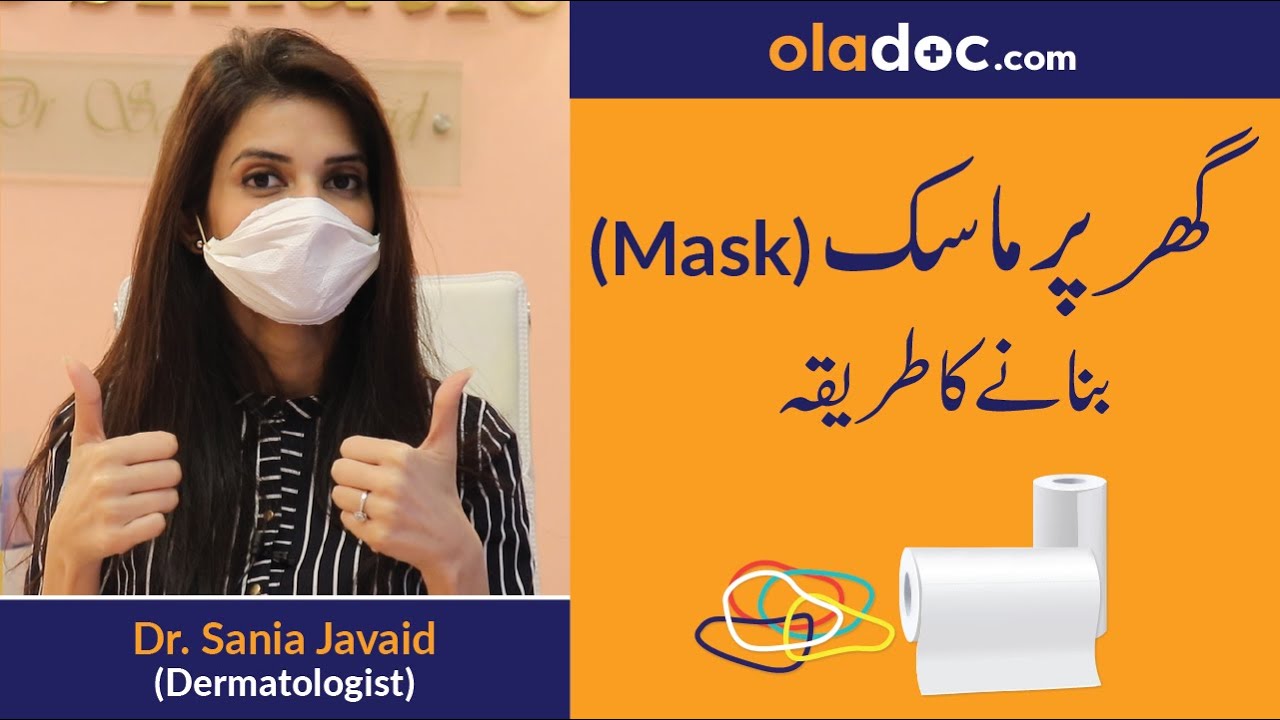 oladoc.com
گھر پر ماسک (Mask)
بنانے کا طریقہ
Dr. Sania Javaid
(Dermatologist)